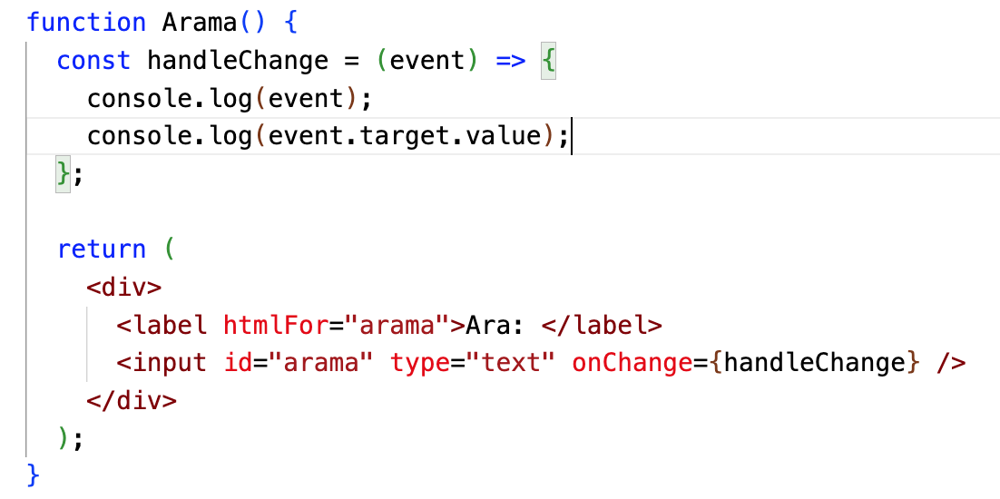 function Arama() {
  const handleChange = (event) => {
    console.log(event);
    console.log(event.target.value);
  };

  return (
    <div>
      <label htmlFor="arama">Ara: </label>
      <input id="arama" type="text" onChange={handleChange} />
    </div>
  );
}